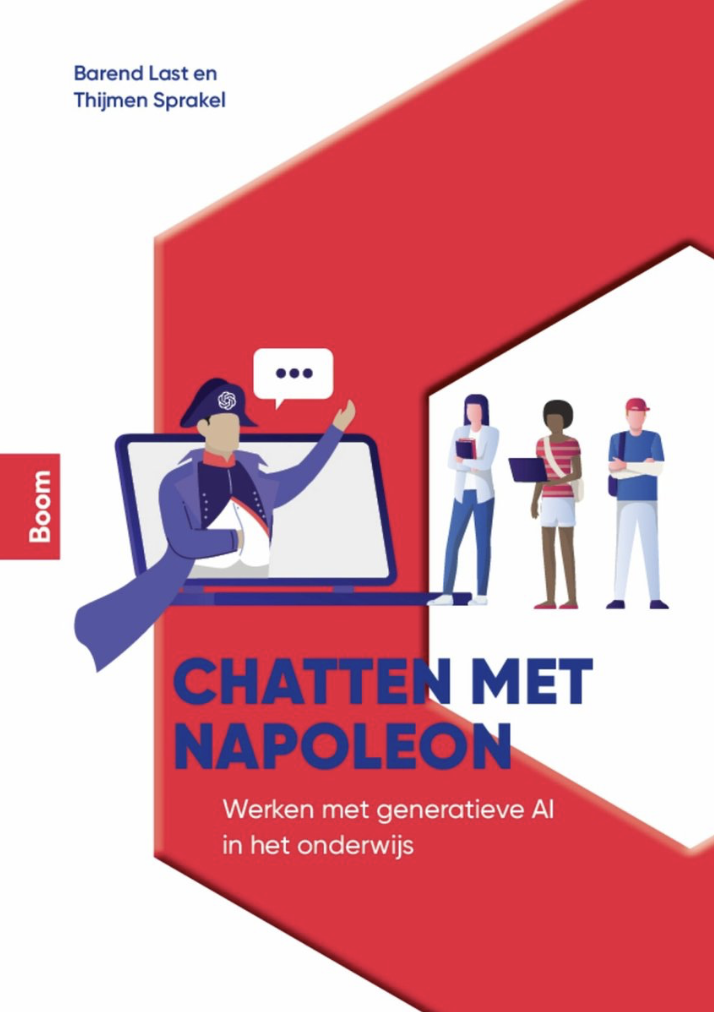 Barend Last en
Thijmen Sprakel
Boom
CHATTEN MET
NAPOLEON
Werken met generatieve AI
in het onderwijs